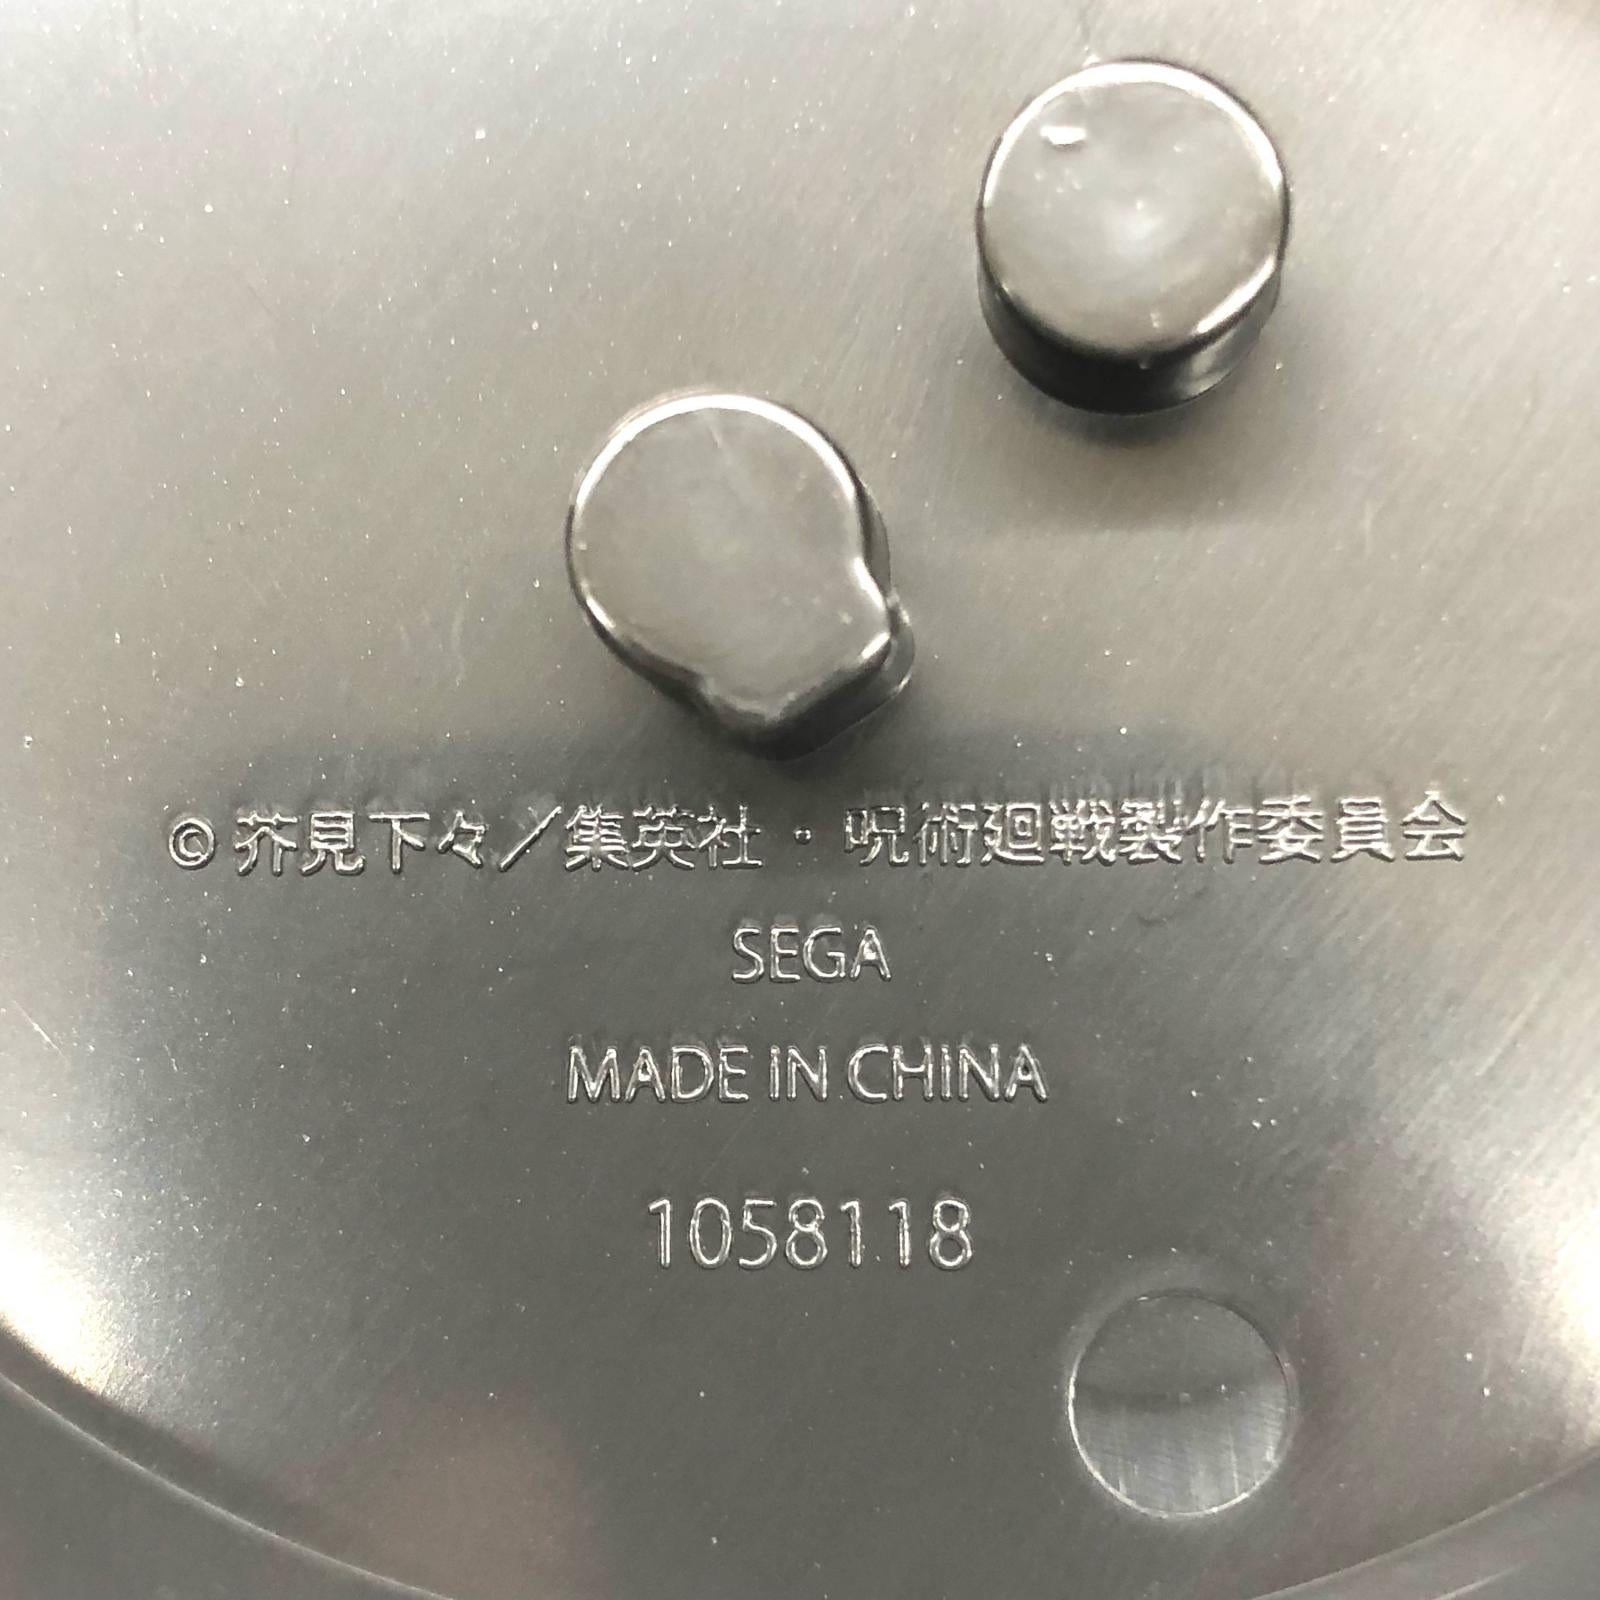 © 芥見下々／集英社・呪術廻戦製作委員会
SEGA
MADE IN CHINA
1058118